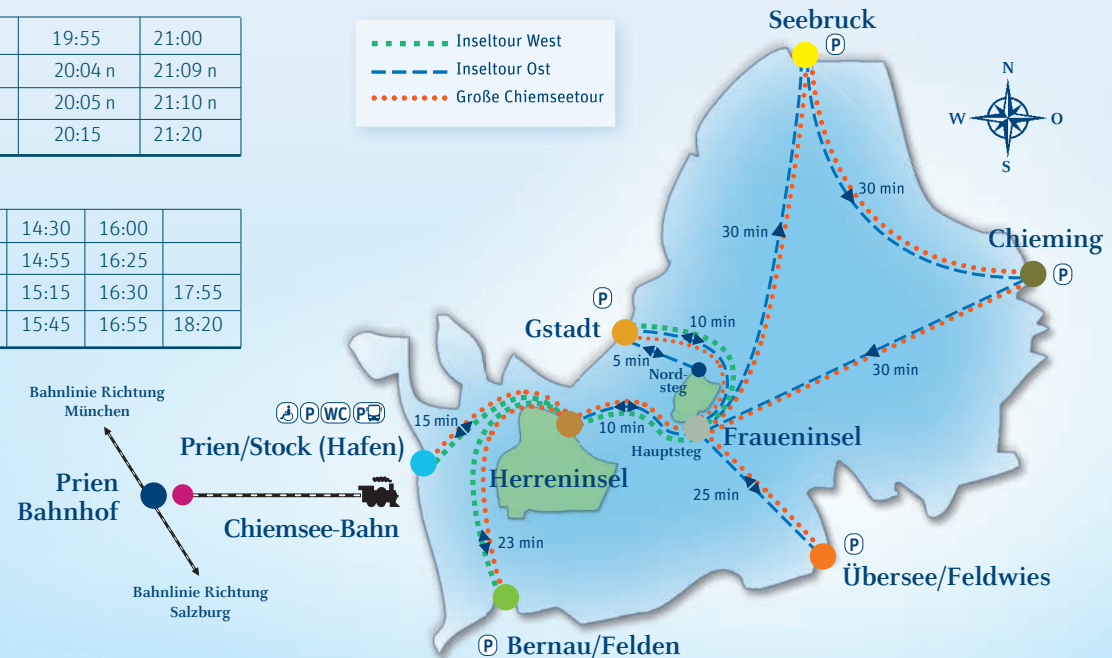 19:55 21:00
20:04 n 21:09 n
20:05 n 21:10 n
20:15 21:20
14:30 16:00
14:55 16:25
15:15 16:30 17:55
15:45 16:55 18:20
Inseltour West
Inseltour Ost
Große Chiemseetour
N
W O
S
Seebruck
P
30 min
30 min
Chieming
P
30 min
P
Gstadt
10 min
5 min
Nord-
steg
Fraueninsel
Hauptsteg
10 min
Herreninsel
15 min
P WC P
Prien/Stock (Hafen)
Bahnlinie Richtung
München
Prien
Bahnhof
Chiemsee-Bahn
Bahnlinie Richtung
Salzburg
23 min
25 min
P
Übersee/Feldwies
P Bernau/Felden